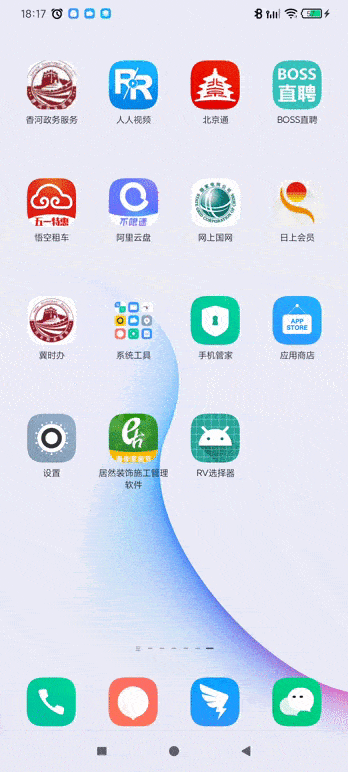 18:17
香河政务服务
RR
人人视频
北京通
BOSS
直聘
BOSS直聘
五一特惠
悟空租车
不限速
阿里云盘
网上国网
日上会员
冀时办
系统工具
手机管家
APP
STORE
应用商店
设置
居然装饰施工管理
软件
RV选择器